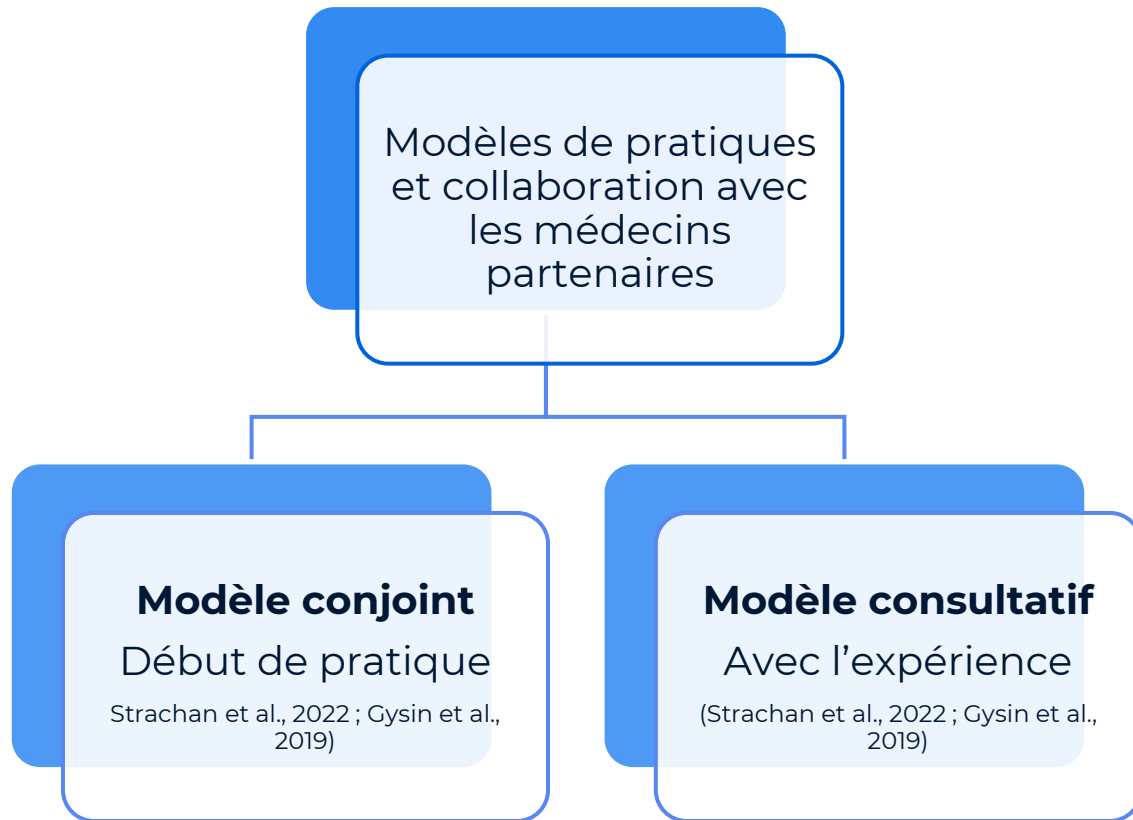 Modèles de pratiques
et collaboration avec
les médecins
partenaires
Modèle conjoint
Début de pratique
Strachan et al., 2022 ; Gysin et al.,
2019)
Modèle consultatif
Avec l’expérience
(Strachan et al., 2022 ; Gysin et al.,
2019)